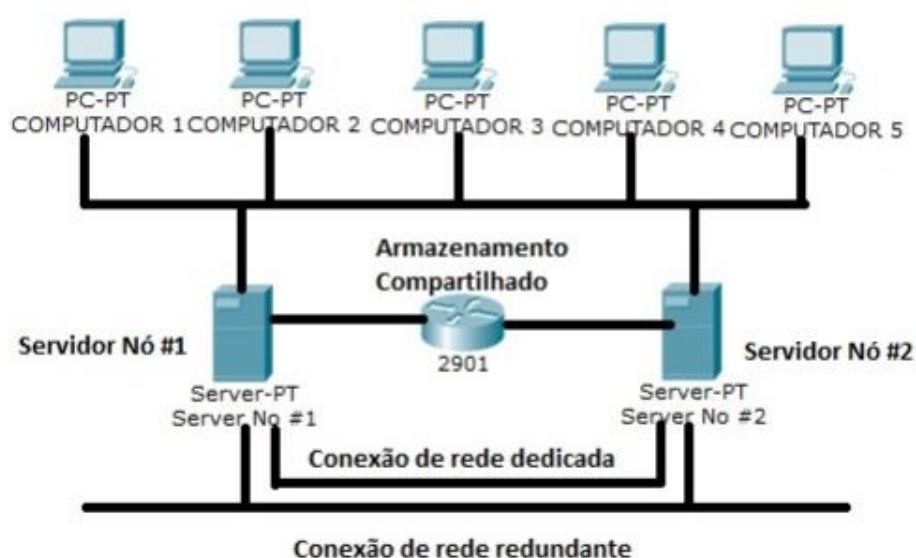 PC-PT
COMPUTADOR 1
PC-PT
COMPUTADOR 2
PC-PT
COMPUTADOR 3
PC-PT
COMPUTADOR 4
PC-PT
COMPUTADOR 5
Armazenamento
Compartilhado
2901
Servidor Nó #1
Server-PT
Server No #1
Servidor Nó #2
Server-PT
Server No #2
Conexão de rede dedicada
Conexão de rede redundante